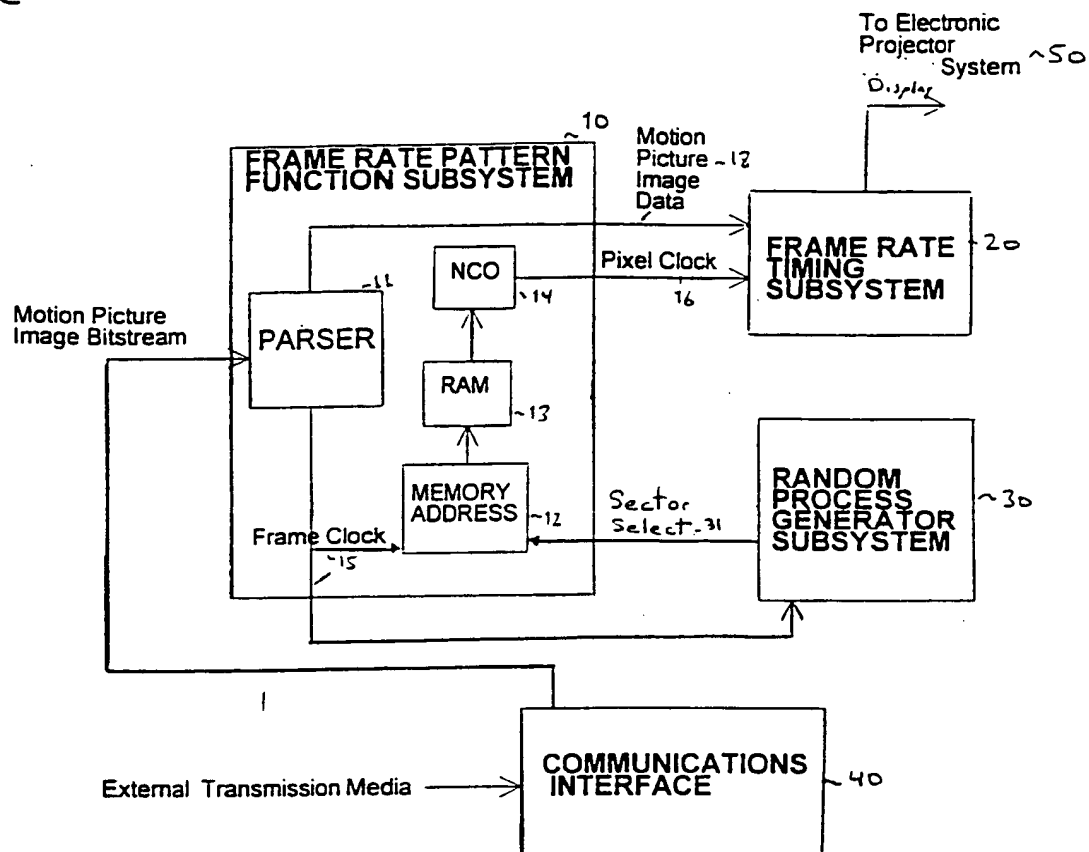 To Electronic
Projector
System ~50
Display
~10
FRAME RATE PATTERN
FUNCTION SUBSYSTEM
Motion
Picture ~18
Image
Data
NCO
~14
Pixel Clock
16
FRAME RATE
TIMING
SUBSYSTEM
~20
~11
PARSER
Motion Picture
Image Bitstream
RAM
~13
MEMORY
ADDRESS
~12
Frame Clock
~15
Sector
Select ~31
RANDOM
PROCESS
GENERATOR
SUBSYSTEM
~30
1
External Transmission Media
COMMUNICATIONS
INTERFACE
~40